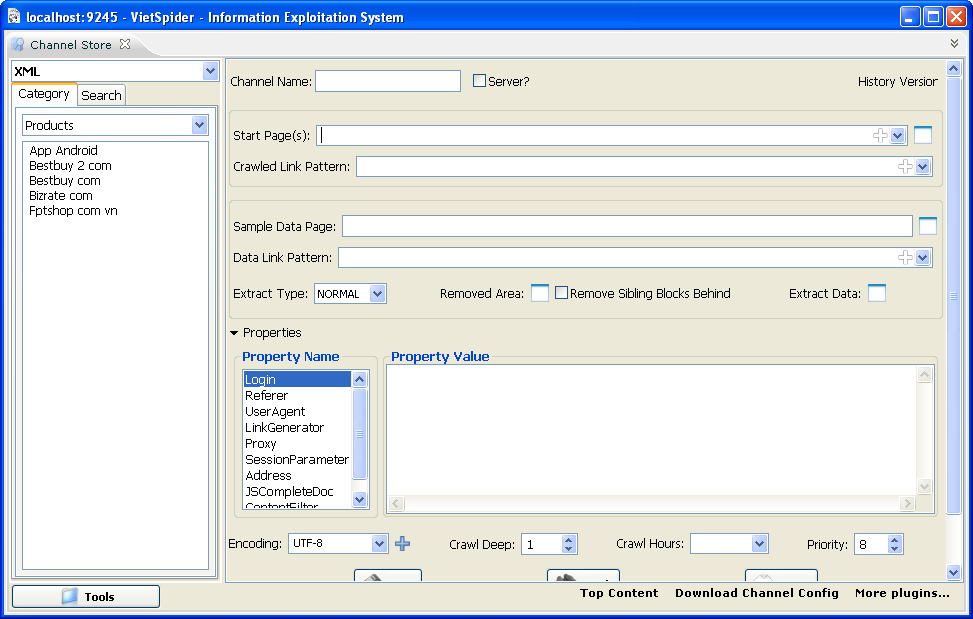 localhost:9245 - VietSpider - Information Exploitation System
Channel Store
XML
Category Search
Products
App Android
Bestbuy 2 com
Bestbuy com
Bizrate com
Fptshop com vn
Channel Name: Server? History Version
Start Page(s):
Crawled Link Pattern:
Sample Data Page:
Data Link Pattern:
Extract Type: NORMAL Removed Area: Remove Sibling Blocks Behind Extract Data:
Properties
Property Name
Login
Referer
UserAgent
LinkGenerator
Proxy
SessionParameter
Address
JSCompleteDoc
ContentFilter
Property Value
Encoding: UTF-8 Crawl Deep: 1 Crawl Hours: Priority: 8
Tools
Top Content Download Channel Config More plugins...